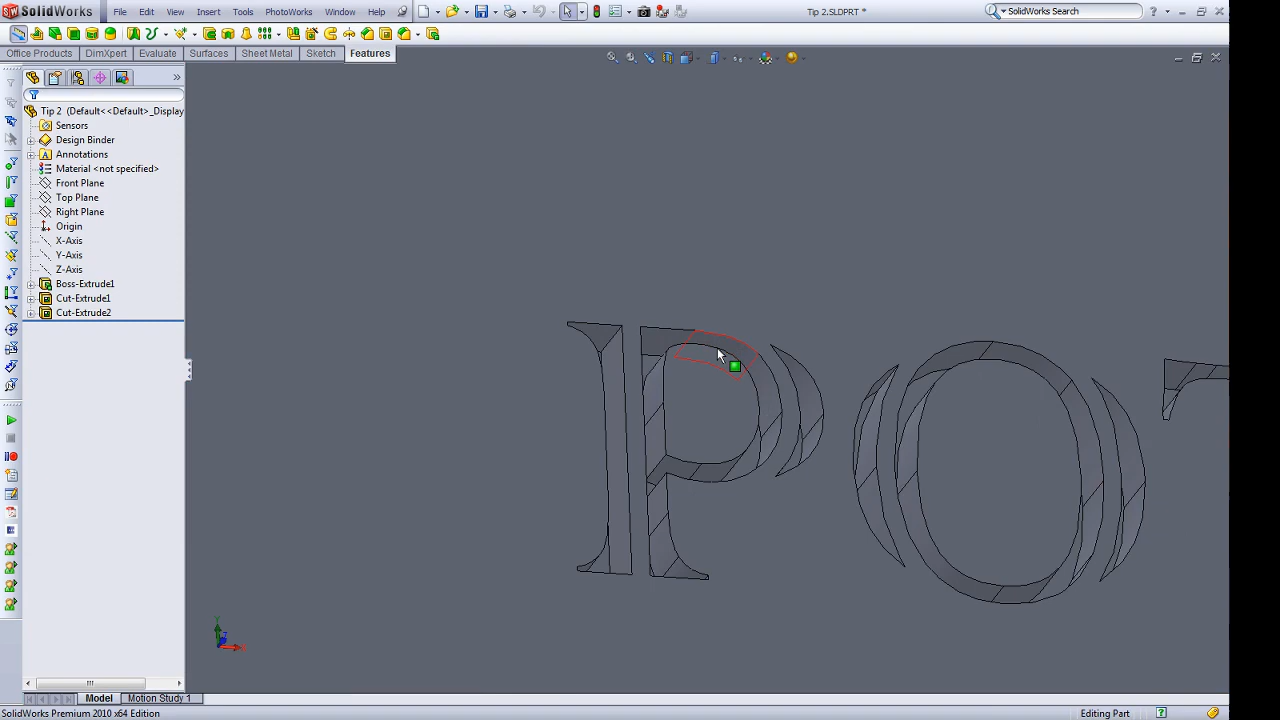 SolidWorks File Edit View Insert Tools PhotoWorks Window Help Tip 2.SLDPRT * SolidWorks Search
Office Products DimXpert Evaluate Surfaces Sheet Metal Sketch Features
Tip 2 (Default<<Default>_Display
Sensors
Design Binder
Annotations
Material <not specified>
Front Plane
Top Plane
Right Plane
Origin
X-Axis
Y-Axis
Z-Axis
Boss-Extrude1
Cut-Extrude1
Cut-Extrude2
P O T
Y Z
Model Motion Study 1
SolidWorks Premium 2010 x64 Edition Editing Part